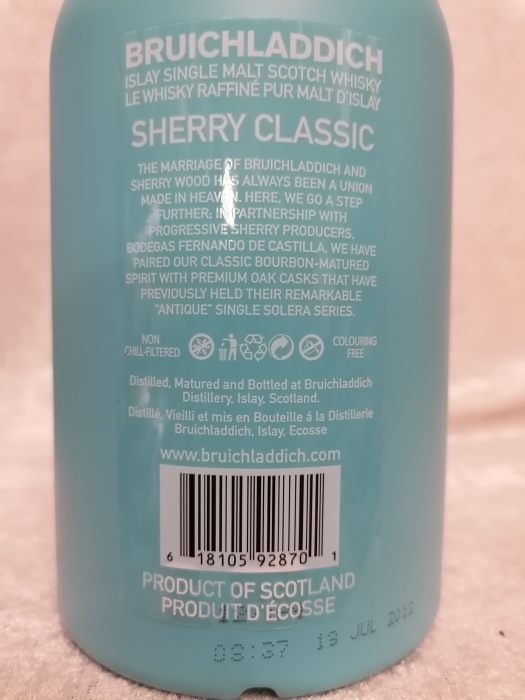 BRUICHLADDICH
ISLAY SINGLE MALT SCOTCH WHISKY
LE WHISKY RAFFINÉ PUR MALT D'ISLAY
SHERRY CLASSIC
THE MARRIAGE OF BRUICHLADDICH AND
SHERRY WOOD HAS ALWAYS BEEN A UNION
MADE IN HEAVEN. HERE, WE GO A STEP
FURTHER; IN PARTNERSHIP WITH
PROGRESSIVE SHERRY PRODUCERS,
BODEGAS FERNANDO DE CASTILLA, WE HAVE
PAIRED OUR CLASSIC BOURBON-MATURED
SPIRIT WITH PREMIUM OAK CASKS THAT HAVE
PREVIOUSLY HELD THEIR REMARKABLE
"ANTIQUE" SINGLE SOLERA SERIES.
NON
CHILL-FILTERED
COLOURING
FREE
Distilled, Matured and Bottled at Bruichladdich
Distillery, Islay, Scotland.
Distillé, Vieilli et mis en Bouteille á la Distillerie
Bruichladdich, Islay, Ecosse
www.bruichladdich.com
6 18105 92870 1
PRODUCT OF SCOTLAND
PRODUIT D'ÉCOSSE
08:37 19 JUL 2012